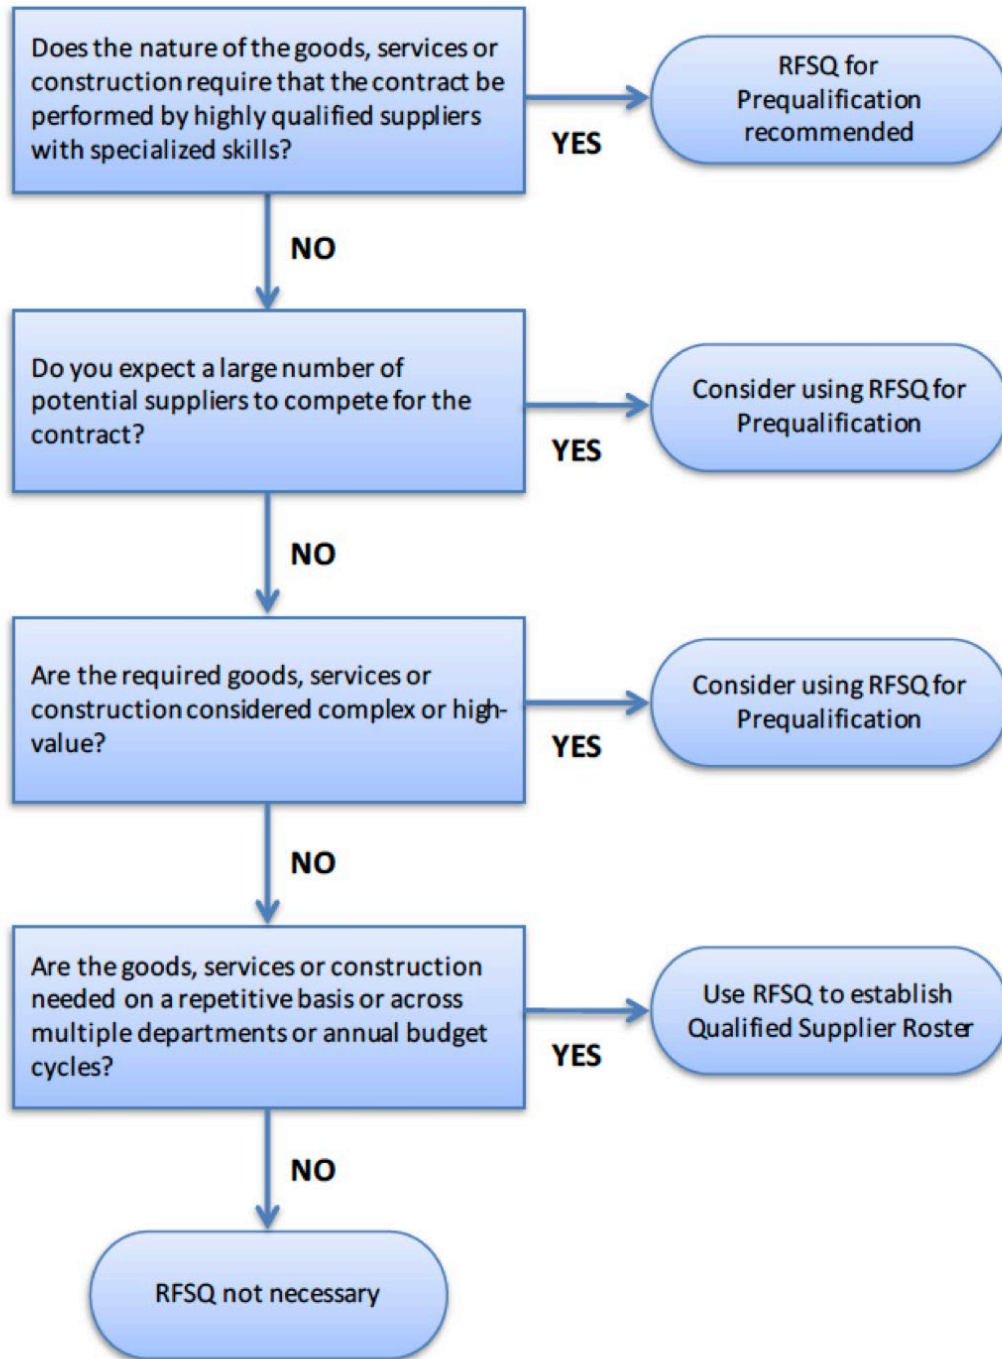 Does the nature of the goods, services or
construction require that the contract be
performed by highly qualified suppliers
with specialized skills?
YES
RFSQ for
Prequalification
recommended
NO
Do you expect a large number of
potential suppliers to compete for the
contract?
YES
Consider using RFSQ for
Prequalification
NO
Are the required goods, services or
construction considered complex or high-
value?
YES
Consider using RFSQ for
Prequalification
NO
Are the goods, services or construction
needed on a repetitive basis or across
multiple departments or annual budget
cycles?
YES
Use RFSQ to establish
Qualified Supplier Roster
NO
RFSQ not necessary